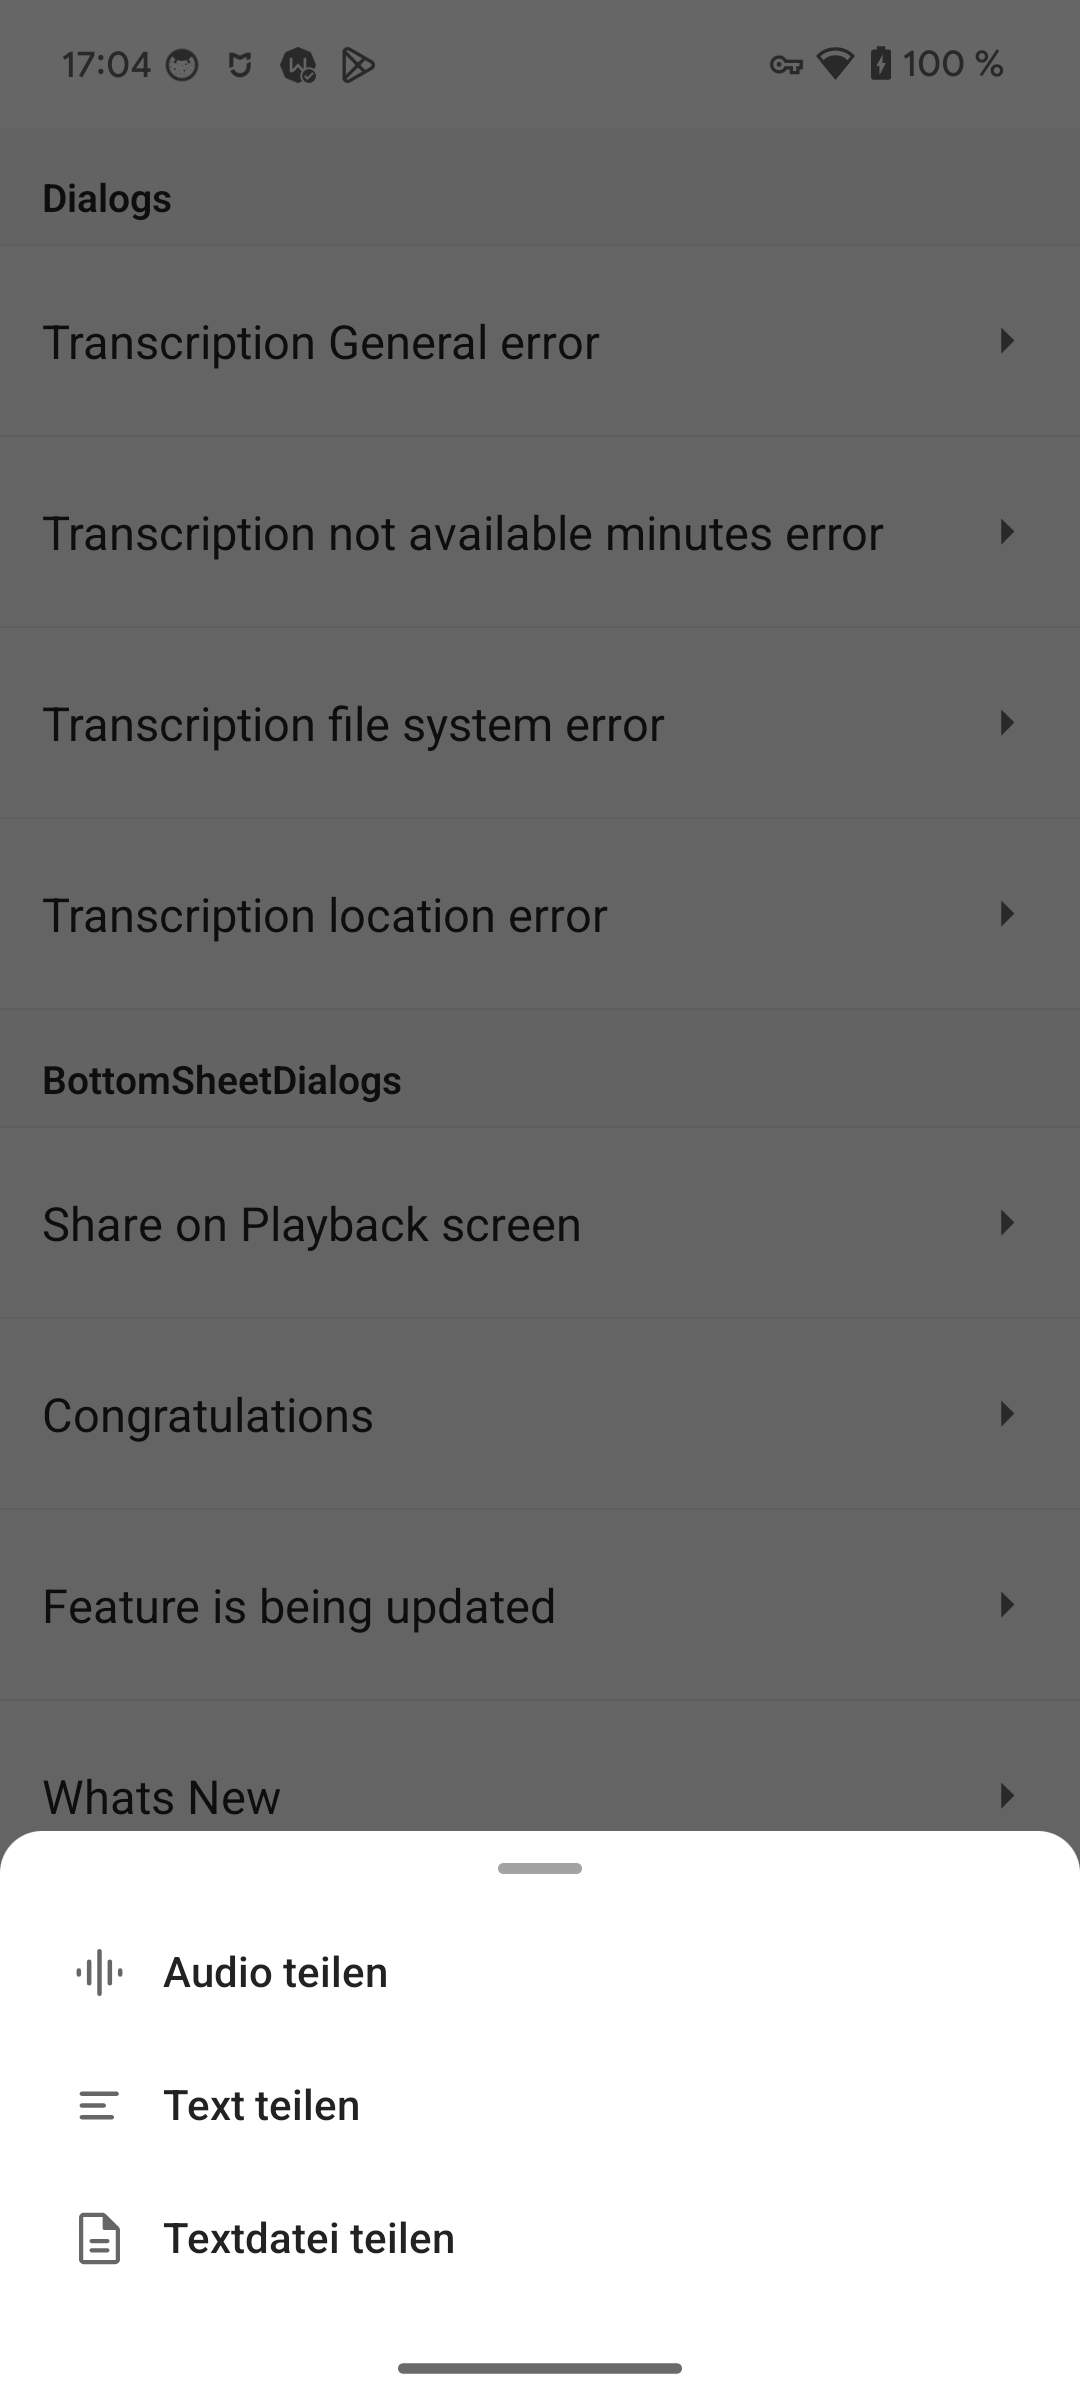 17:04 100 %
Dialogs
Transcription General error
Transcription not available minutes error
Transcription file system error
Transcription location error
BottomSheetDialogs
Share on Playback screen
Congratulations
Feature is being updated
Whats New
Audio teilen
Text teilen
Textdatei teilen